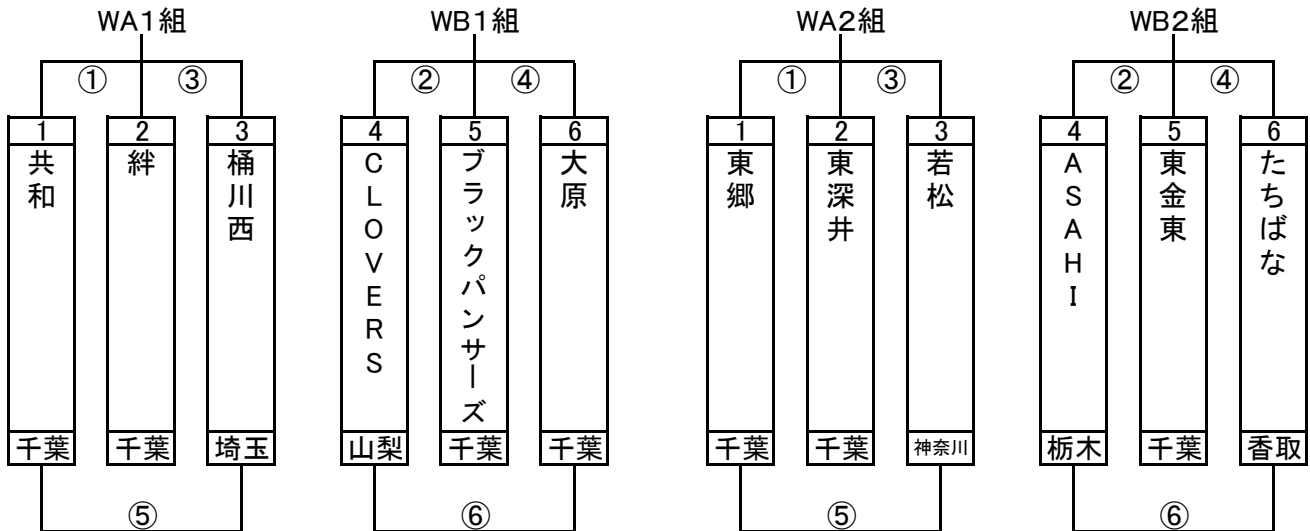 WA1組
WB1組
WA2組
WB2組
①
③
②
④
①
③
②
④
1
2
3
4
5
6
1
2
3
4
5
6
共和
絆
桶川西
CLOVERS
ブラックパンサーズ
大原
東郷
東深井
若松
ASAHI
東金東
たちばな
千葉
千葉
埼玉
山梨
千葉
千葉
千葉
千葉
神奈川
栃木
千葉
香取
⑤
⑥
⑤
⑥